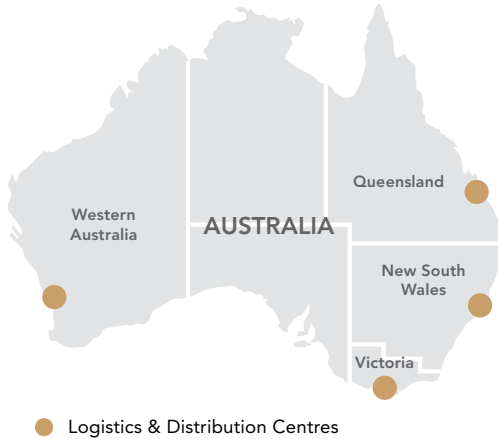 Queensland
Western
Australia
AUSTRALIA
New South
Wales
Victoria
Logistics & Distribution Centres